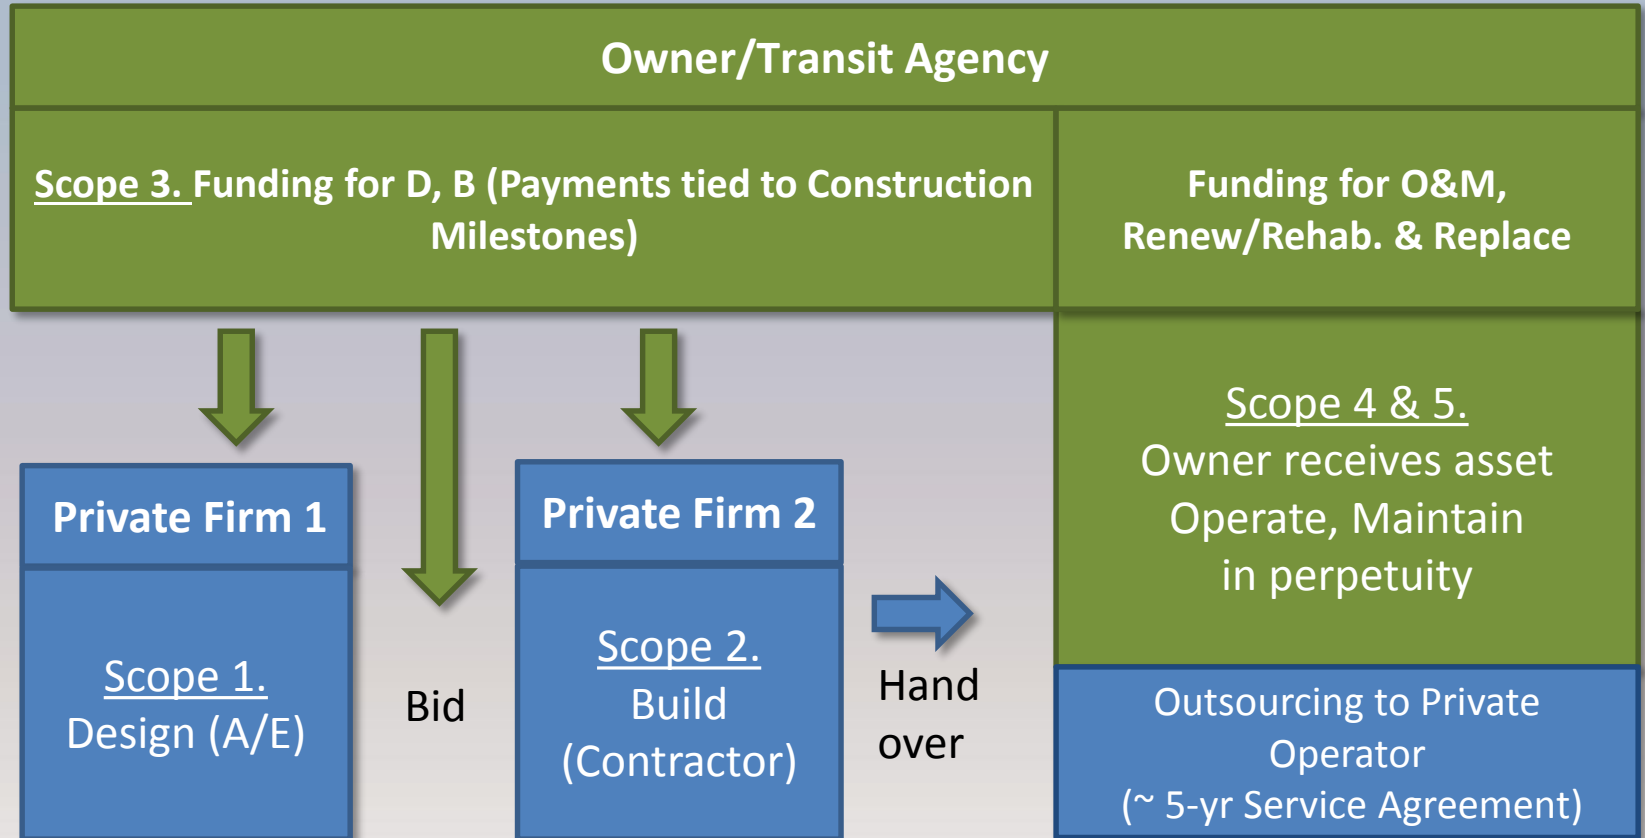 Owner/Transit Agency
Scope 3. Funding for D, B (Payments tied to Construction
Milestones)
Funding for O&M,
Renew/Rehab. & Replace
Private Firm 1
Scope 1.
Design (A/E)
Bid
Private Firm 2
Scope 2.
Build
(Contractor)
Hand
over
Scope 4 & 5.
Owner receives asset
Operate, Maintain
in perpetuity
Outsourcing to Private
Operator
(~ 5-yr Service Agreement)